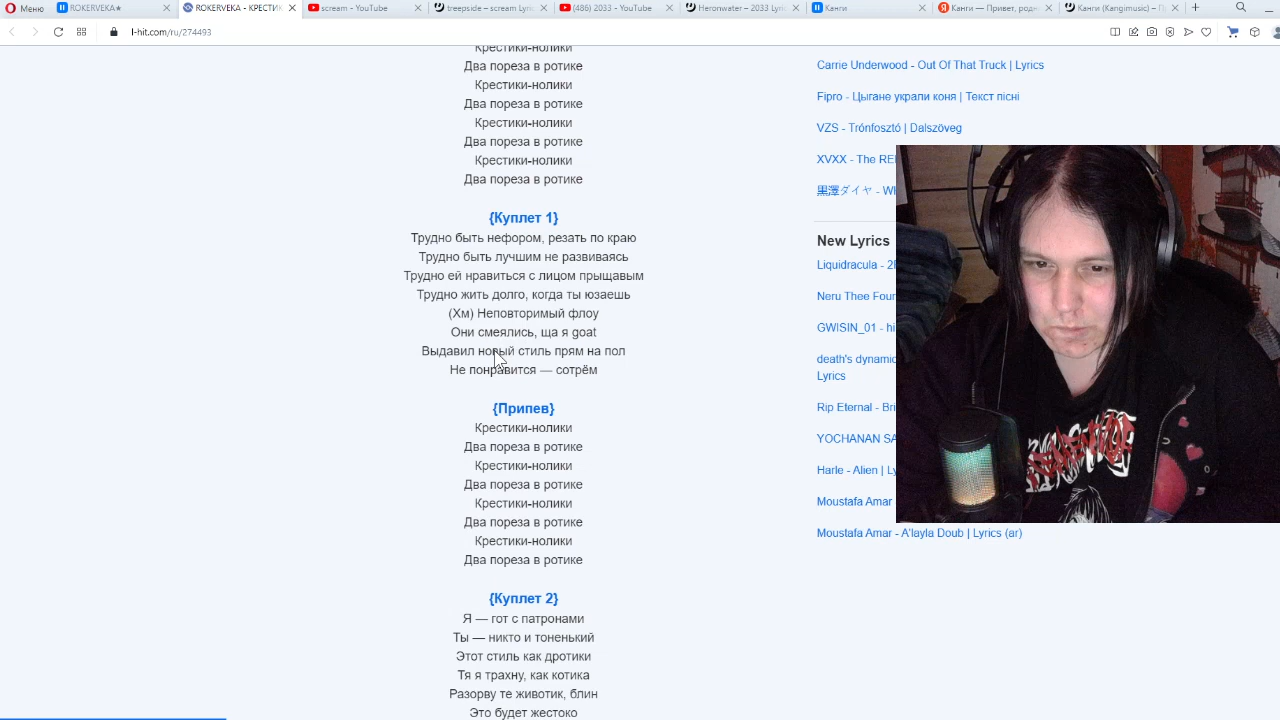 Меню
ROKERVEKA★
ROKERVEKA - КРЕСТИК
scream - YouTube
treepside – scream Lyri
(486) 2033 - YouTube
Heronwater – 2033 Lyri
Канги
Канги — Привет, родн
Канги (Kangimusic) – П
l-hit.com/ru/274493
Крестики-нолики
Два пореза в ротике
Крестики-нолики
Два пореза в ротике
Крестики-нолики
Два пореза в ротике
Крестики-нолики
Два пореза в ротике
{Куплет 1}
Трудно быть нефором, резать по краю
Трудно быть лучшим не развиваясь
Трудно ей нравиться с лицом прыщавым
Трудно жить долго, когда ты юзаешь
(Хм) Неповторимый флоу
Они смеялись, ща я goat
Выдавил новый стиль прям на пол
Не понравится — сотрём
{Припев}
Крестики-нолики
Два пореза в ротике
Крестики-нолики
Два пореза в ротике
Крестики-нолики
Два пореза в ротике
Крестики-нолики
Два пореза в ротике
{Куплет 2}
Я — гот с патронами
Ты — никто и тоненький
Этот стиль как дротики
Тя я трахну, как котика
Разорву те животик, блин
Это будет жестоко
Carrie Underwood - Out Of That Truck | Lyrics
Fipro - Цыгане украли коня | Текст пісні
VZS - Trónfosztó | Dalszöveg
XVXX - The RE
黒澤ダイヤ - W
New Lyrics
Liquidracula - 2
Neru Thee Four
GWISIN_01 - hi
death's dynamic
Lyrics
Rip Eternal - Bri
YOCHANAN SA
Harle - Alien | Ly
Moustafa Amar
Moustafa Amar - A'layla Doub | Lyrics (ar)